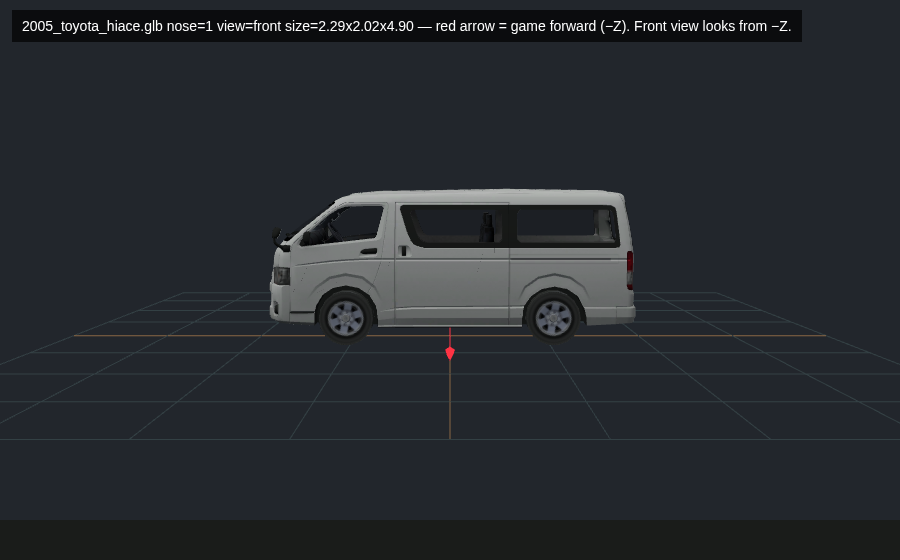 2005_toyota_hiace.glb nose=1 view=front size=2.29x2.02x4.90 — red arrow = game forward (−Z). Front view looks from −Z.